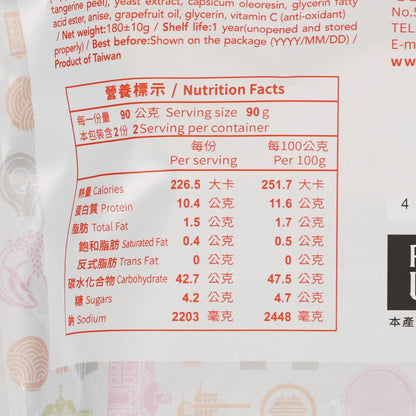 tangerine peel), yeast extract, capsicum oleoresin, glycerin fatty
acid ester, anise, grapefruit oil, glycerin, vitamin C (anti-oxidant)
/ Net weight:180±10g / Shelf life:1 year(unopened and stored
properly) / Best before:Shown on the package (YYYY/MM/DD) /
Product of Taiwan
No.
TEL
E-m
ww
營養標示 / Nutrition Facts
每一份量 90 公克 Serving size 90 g
本包裝含 2 份 2 Serving per container
每份 每100公克
Per serving Per 100g
熱量 Calories 226.5 大卡 251.7 大卡
蛋白質 Protein 10.4 公克 11.6 公克
脂肪 Total Fat 1.5 公克 1.7 公克
飽和脂肪 Saturated Fat 0.4 公克 0.5 公克
反式脂肪 Trans Fat 0 公克 0 公克
碳水化合物 Carbohydrate 42.7 公克 47.5 公克
糖 Sugars 4.2 公克 4.7 公克
鈉 Sodium 2203 毫克 2448 毫克
4
本產